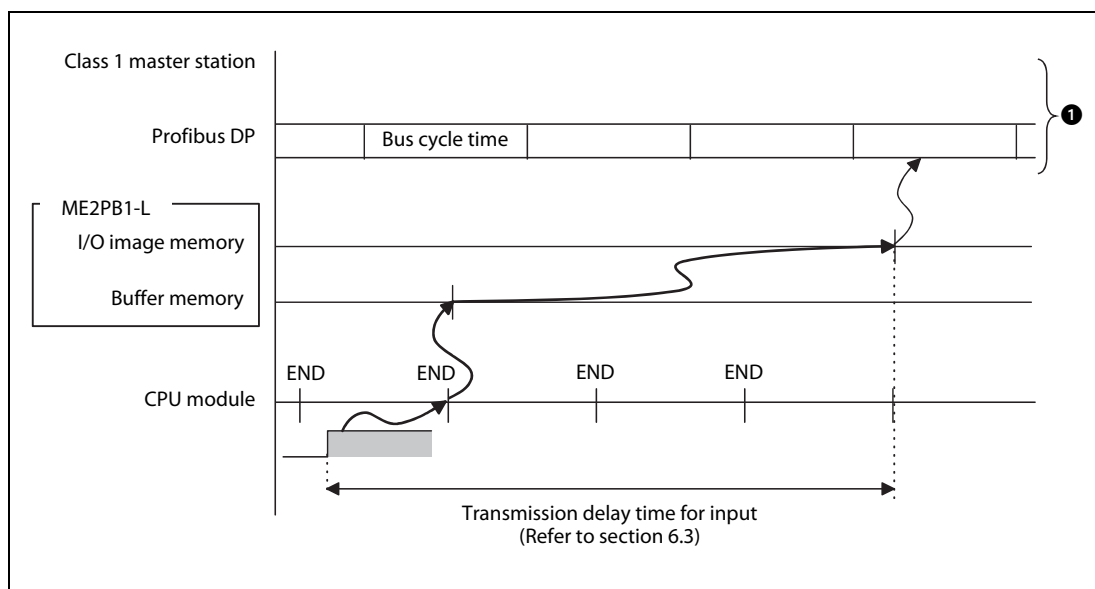 Class 1 master station
Profibus DP
Bus cycle time
❶
ME2PB1-L
I/O image memory
Buffer memory
END
END
END
END
CPU module
Transmission delay time for input
(Refer to section 6.3)